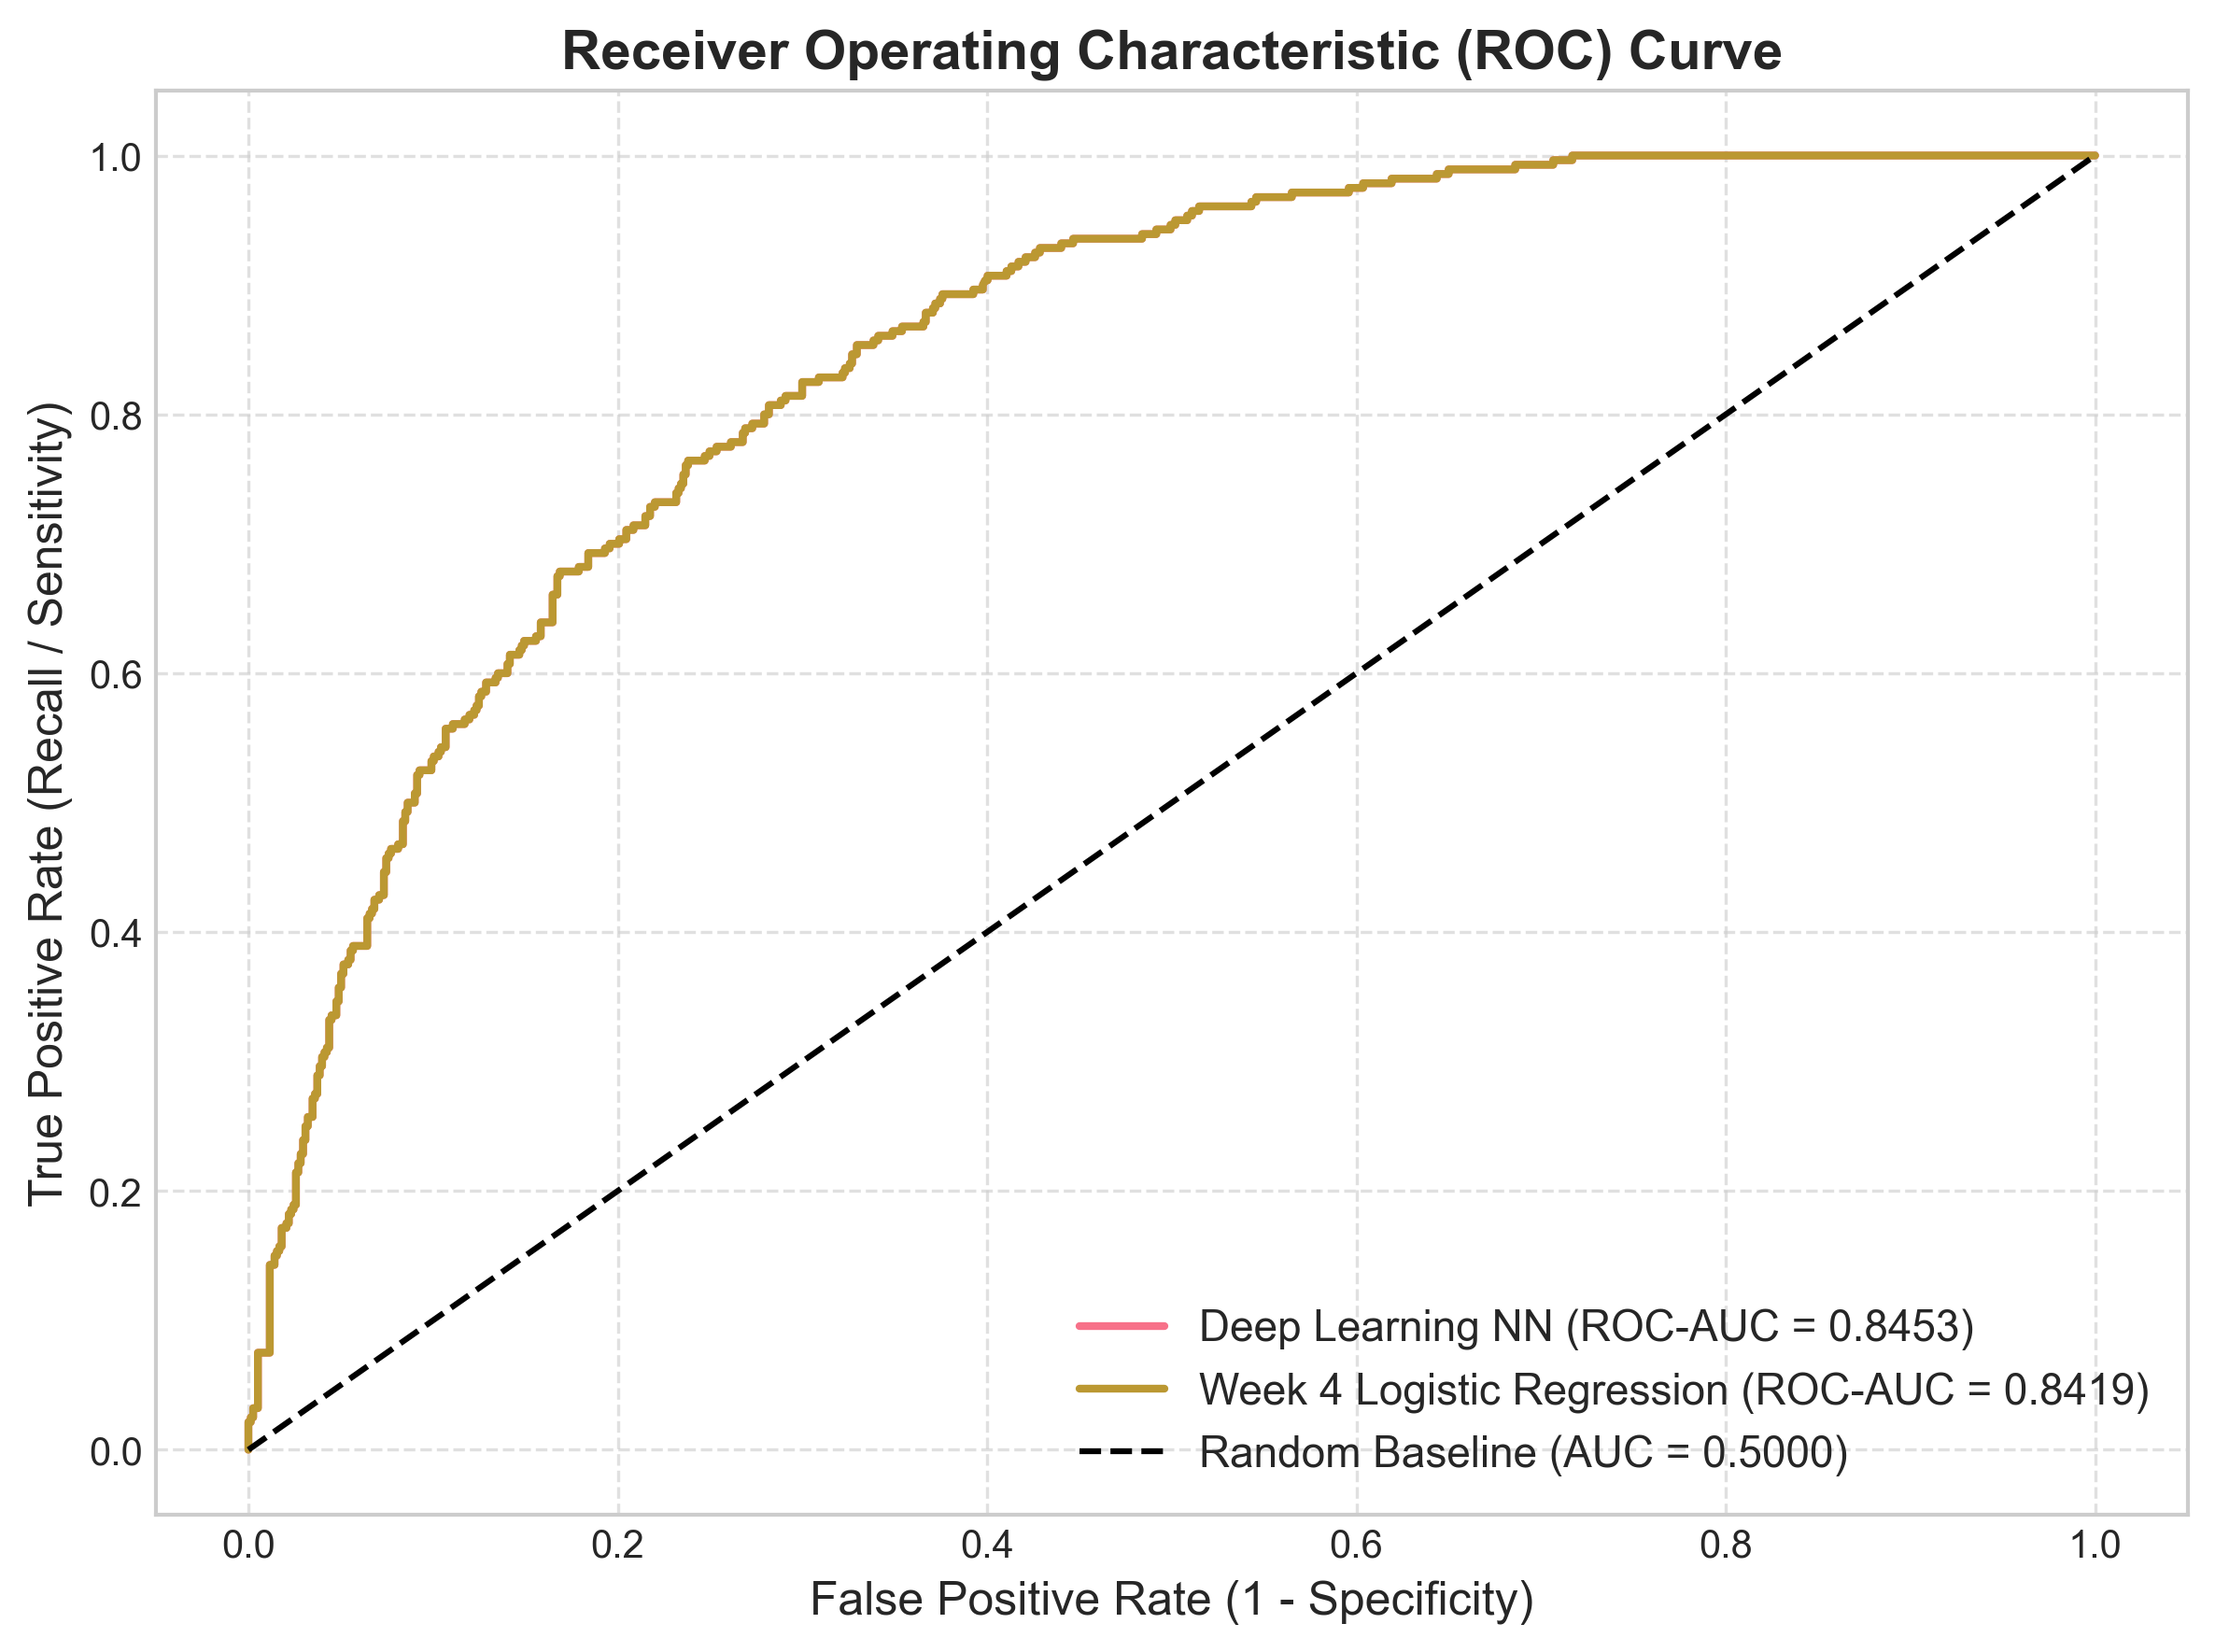 Receiver Operating Characteristic (ROC) Curve
True Positive Rate (Recall / Sensitivity)
1.0
0.8
0.6
0.4
0.2
0.0
Deep Learning NN (ROC-AUC = 0.8453)
Week 4 Logistic Regression (ROC-AUC = 0.8419)
Random Baseline (AUC = 0.5000)
0.0 0.2 0.4 0.6 0.8 1.0
False Positive Rate (1 - Specificity)